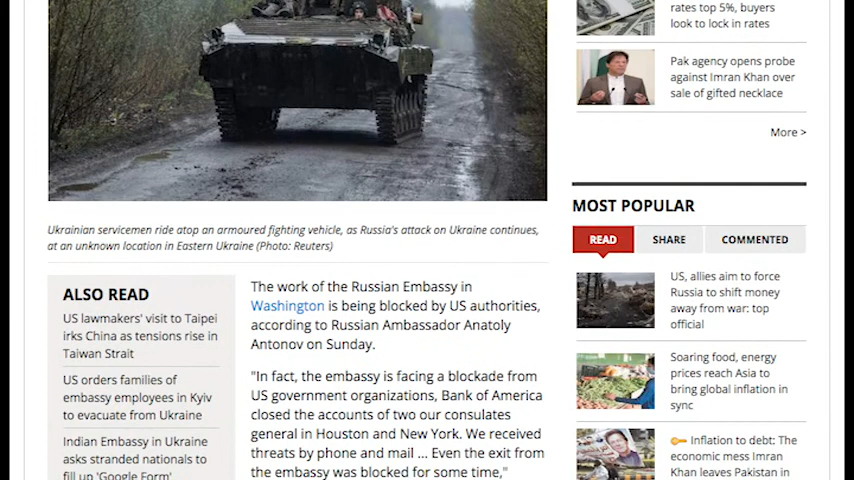 rates top 5%, buyers
look to lock in rates
Pak agency opens probe
against Imran Khan over
sale of gifted necklace
More >
Ukrainian servicemen ride atop an armoured fighting vehicle, as Russia's attack on Ukraine continues,
at an unknown location in Eastern Ukraine (Photo: Reuters)
ALSO READ
US lawmakers' visit to Taipei
irks China as tensions rise in
Taiwan Strait
US orders families of
embassy employees in Kyiv
to evacuate from Ukraine
Indian Embassy in Ukraine
asks stranded nationals to
fill up 'Google Form'
The work of the Russian Embassy in
Washington is being blocked by US authorities,
according to Russian Ambassador Anatoly
Antonov on Sunday.
"In fact, the embassy is facing a blockade from
US government organizations, Bank of America
closed the accounts of two our consulates
general in Houston and New York. We received
threats by phone and mail ... Even the exit from
the embassy was blocked for some time,"
MOST POPULAR
READ SHARE COMMENTED
US, allies aim to force
Russia to shift money
away from war: top
official
Soaring food, energy
prices reach Asia to
bring global inflation in
sync
Inflation to debt: The
economic mess Imran
Khan leaves Pakistan in